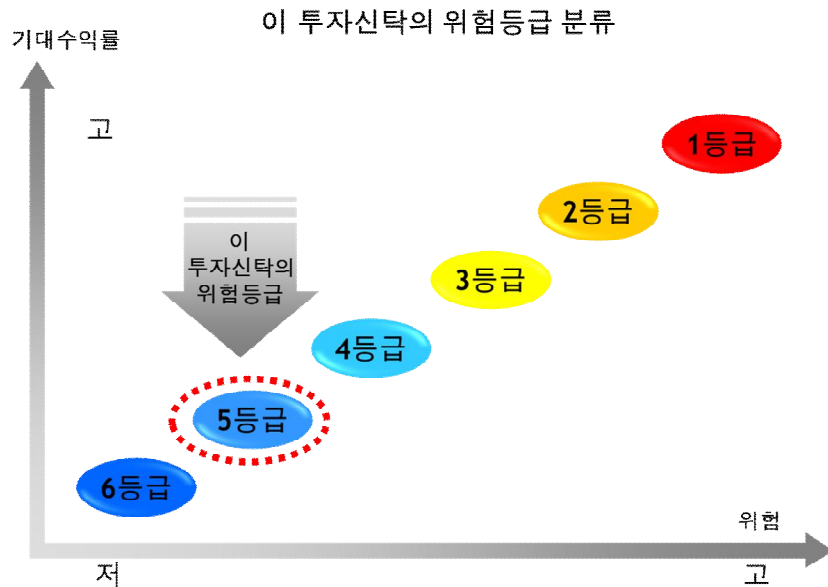 이 투자신탁의 위험등급 분류
기대수익률
고
1등급
2등급
이
투자신탁의
위험등급
3등급
4등급
5등급
6등급
위험
저
고